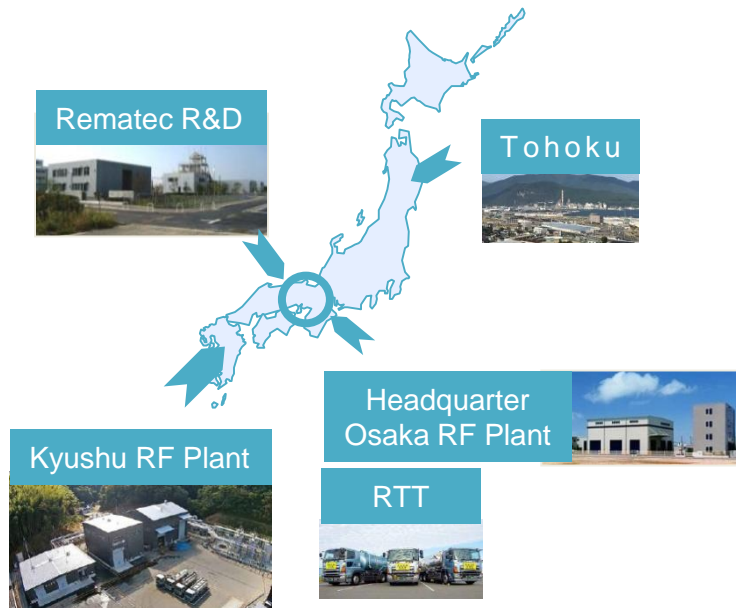 Rematec R&D
Tohoku
Headquarter
Osaka RF Plant
Kyushu RF Plant
RTT